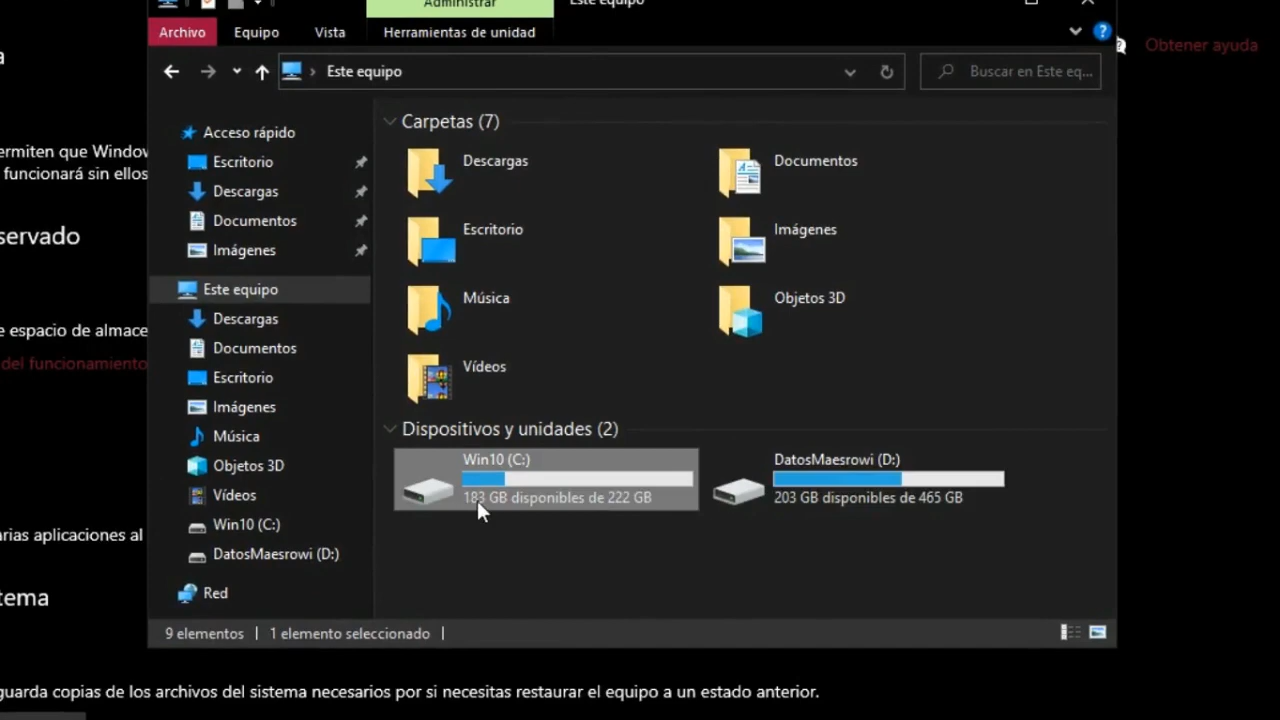 Administrar
Este equipo
Archivo
Equipo
Vista
Herramientas de unidad
Obtener ayuda
Este equipo
Buscar en Este eq...
Acceso rápido
Escritorio
Descargas
Documentos
Imágenes
Este equipo
Descargas
Documentos
Escritorio
Imágenes
Música
Objetos 3D
Vídeos
Win10 (C:)
DatosMaesrowi (D:)
Red
Carpetas (7)
Descargas
Documentos
Escritorio
Imágenes
Música
Objetos 3D
Vídeos
Dispositivos y unidades (2)
Win10 (C:)
183 GB disponibles de 222 GB
DatosMaesrowi (D:)
203 GB disponibles de 465 GB
9 elementos
1 elemento seleccionado
ermiten que Window
funcionará sin ellos
servado
e espacio de almace
del funcionamiento
rias aplicaciones al
tema
guarda copias de los archivos del sistema necesarios por si necesitas restaurar el equipo a un estado anterior.